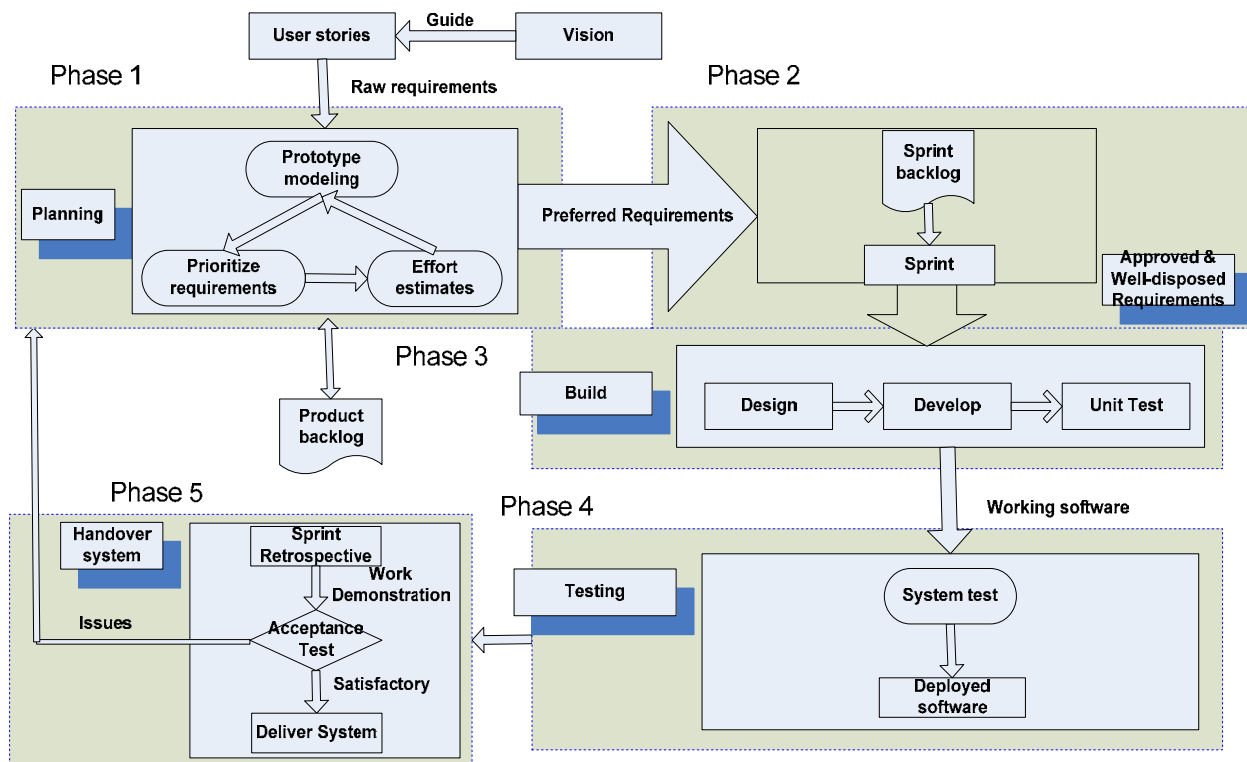 Guide
User stories
Vision
Phase 1
Phase 2
Raw requirements
Prototype
modeling
Planning
Prioritize
requirements
Effort
estimates
Preferred Requirements
Sprint
backlog
Sprint
Approved &
Well-disposed
Requirements
Phase 3
Product
backlog
Build
Design
Develop
Unit Test
Working software
Phase 4
Testing
System test
Deployed
software
Phase 5
Handover
system
Sprint
Retrospective
Work
Demonstration
Issues
Acceptance
Test
Satisfactory
Deliver System